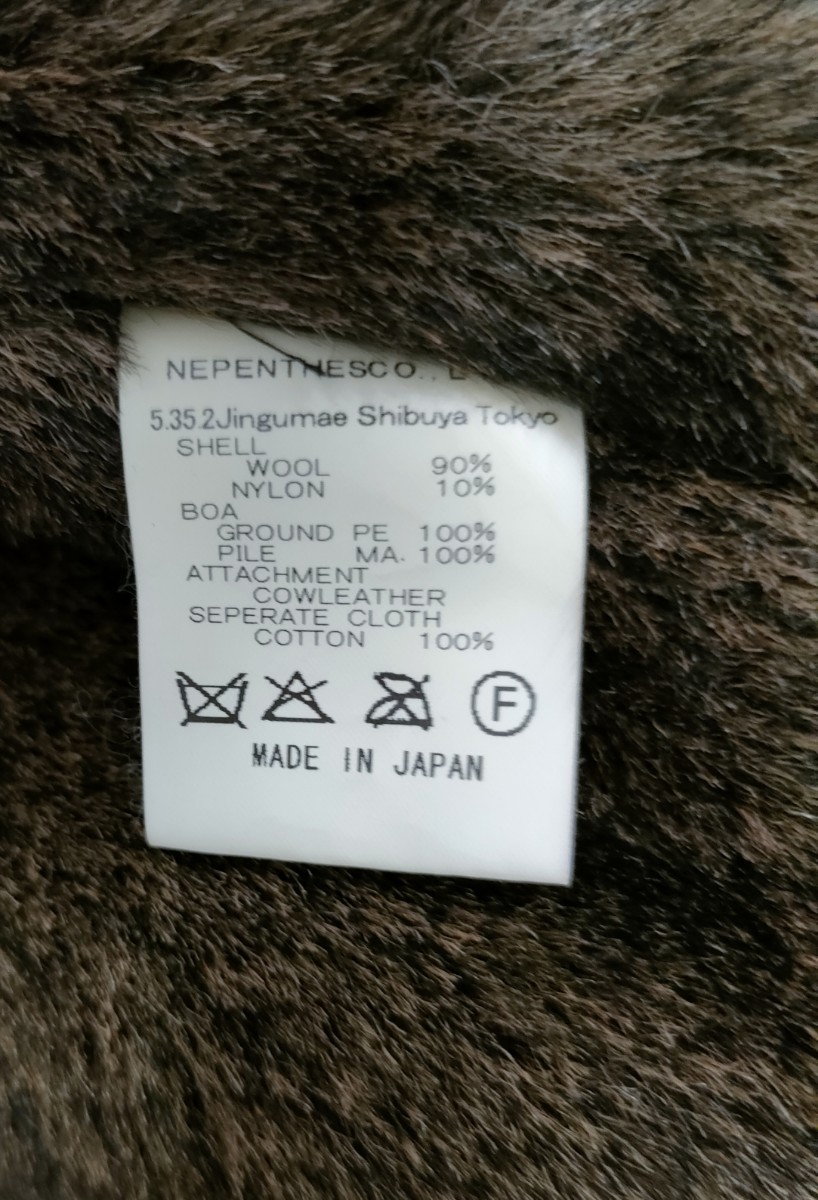 NEPENTHESCO., L
5.35.2Jingumae Shibuya Tokyo
SHELL
WOOL 90%
NYLON 10%
BOA
GROUND PE 100%
PILE MA. 100%
ATTACHMENT
COWLEATHER
SEPERATE CLOTH
COTTON 100%
F
MADE IN JAPAN